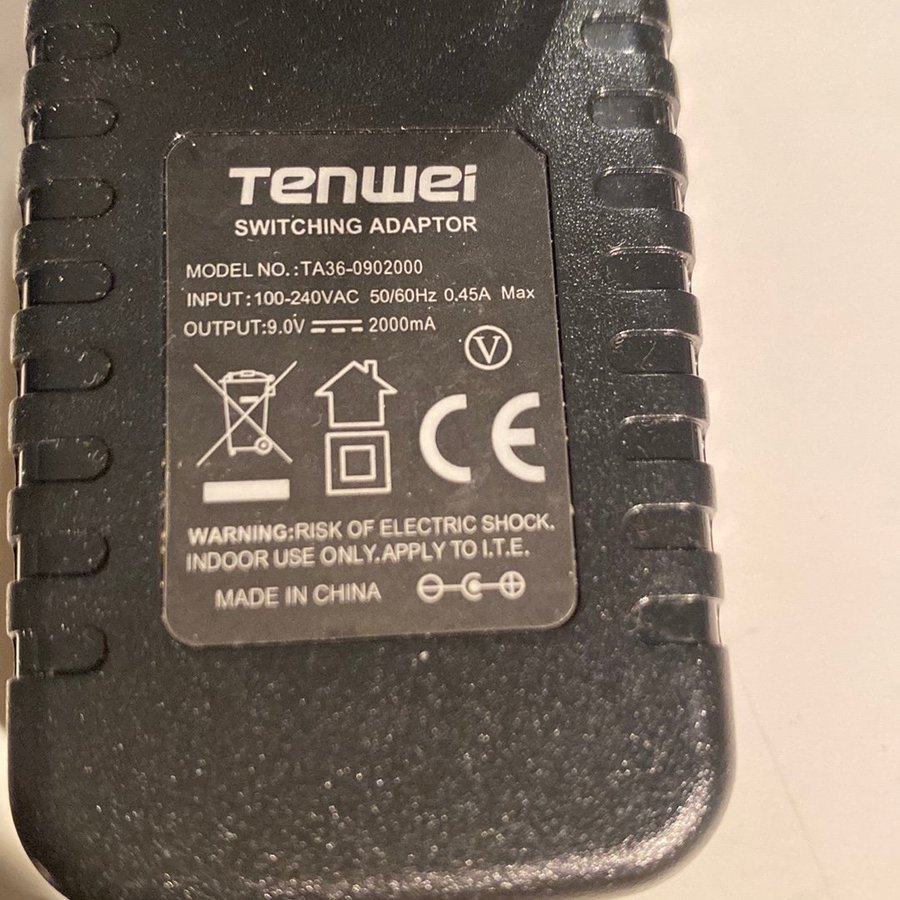 Tenwei
SWITCHING ADAPTOR
MODEL NO.:TA36-0902000
INPUT:100-240VAC 50/60Hz 0.45A Max
OUTPUT:9.0V ⎓ 2000mA
V
CE
WARNING:RISK OF ELECTRIC SHOCK.
INDOOR USE ONLY.APPLY TO I.T.E.
MADE IN CHINA